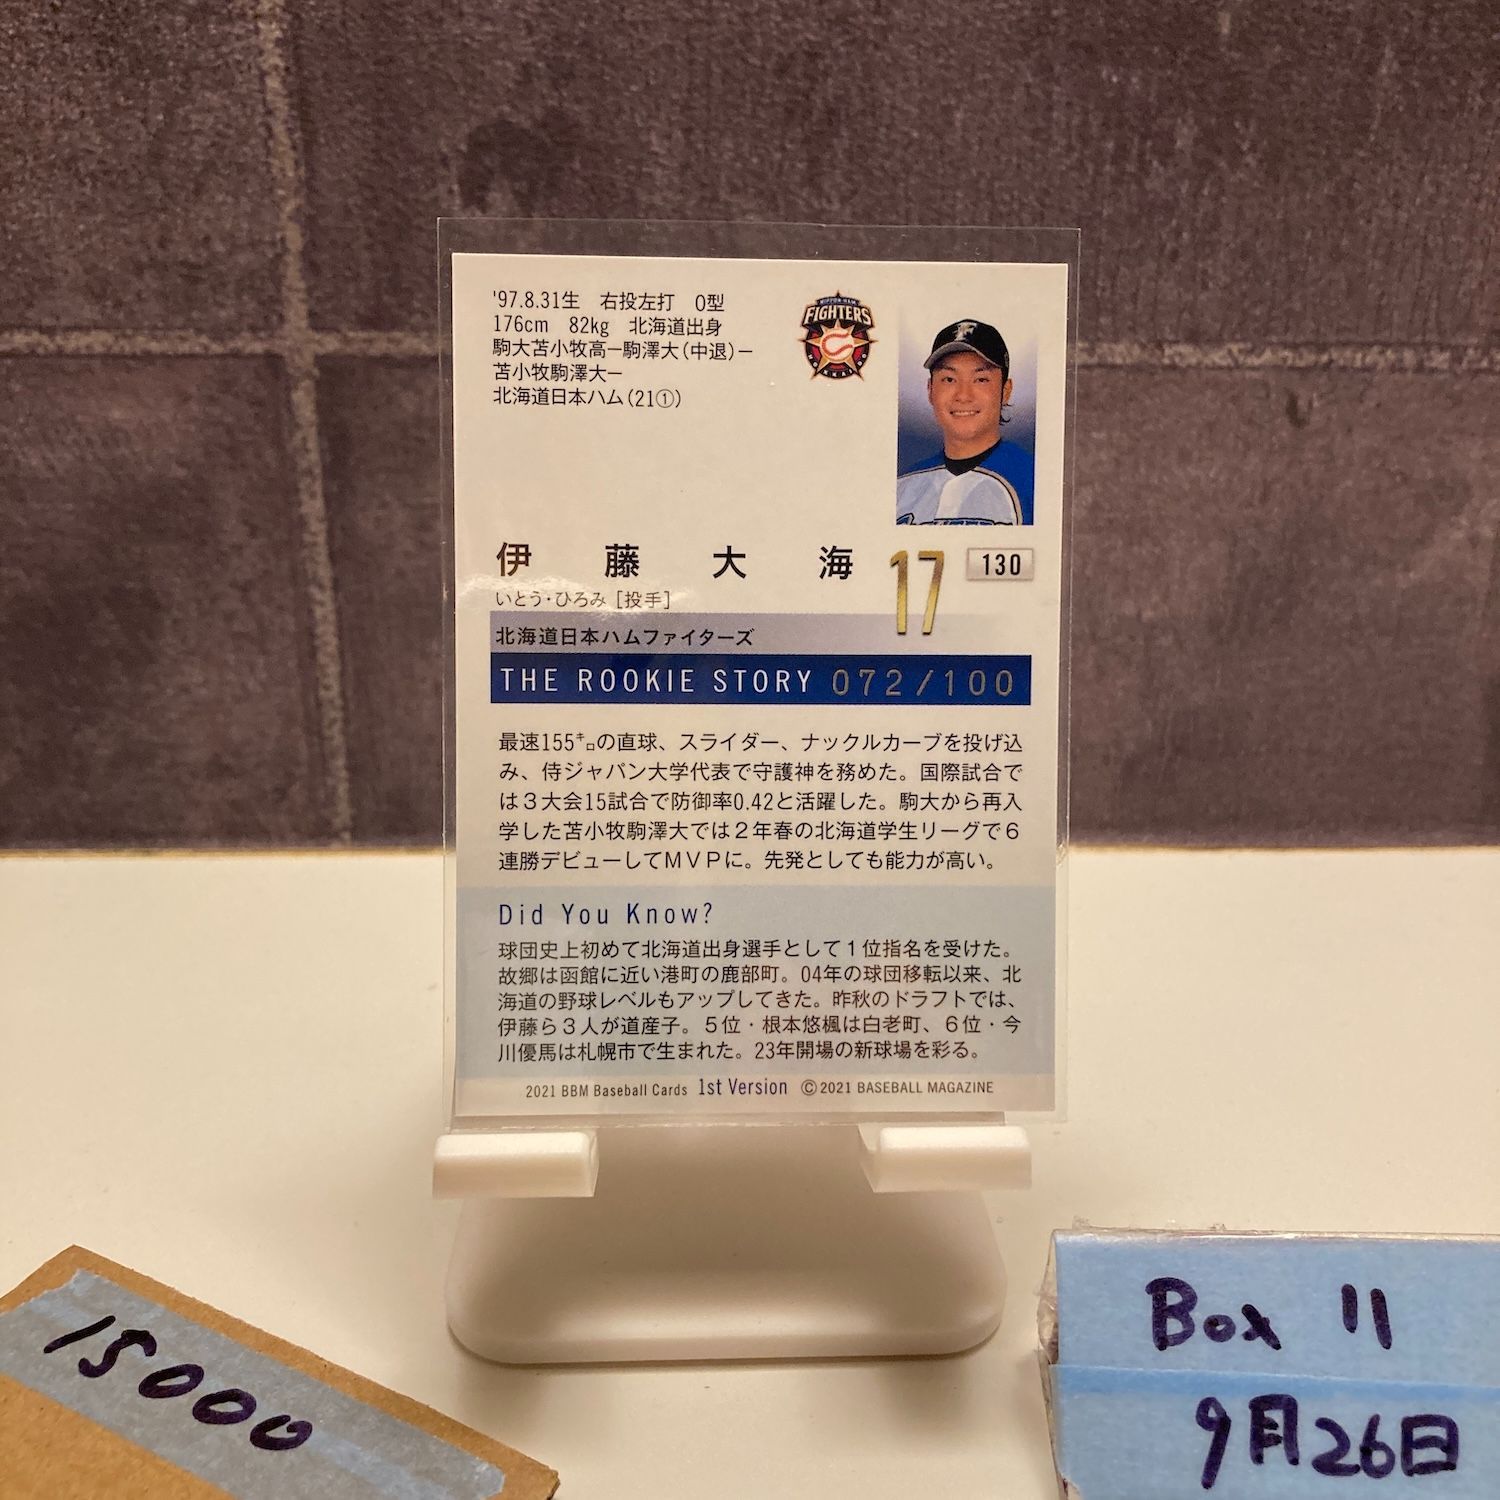 '97.8.31生 右投左打 O型
176cm 82kg 北海道出身
駒大苫小牧高ー駒澤大(中退)ー
苫小牧駒澤大ー
北海道日本ハム(21①)
NIPPON-HAM
FIGHTERS
HOKKAIDO
F
伊藤大海 17 130
いとう・ひろみ [投手]
北海道日本ハムファイターズ
THE ROOKIE STORY 072/100
最速155㌔の直球、スライダー、ナックルカーブを投げ込
み、侍ジャパン大学代表で守護神を務めた。国際試合で
は3大会15試合で防御率0.42と活躍した。駒大から再入
学した苫小牧駒澤大では2年春の北海道学生リーグで6
連勝デビューしてMVPに。先発としても能力が高い。
Did You Know?
球団史上初めて北海道出身選手として1位指名を受けた。
故郷は函館に近い港町の鹿部町。04年の球団移転以来、北
海道の野球レベルもアップしてきた。昨秋のドラフトでは、
伊藤ら3人が道産子。5位・根本悠楓は白老町、6位・今
川優馬は札幌市で生まれた。23年開場の新球場を彩る。
2021 BBM Baseball Cards 1st Version ©2021 BASEBALL MAGAZINE
15000
Box 11
9月26日